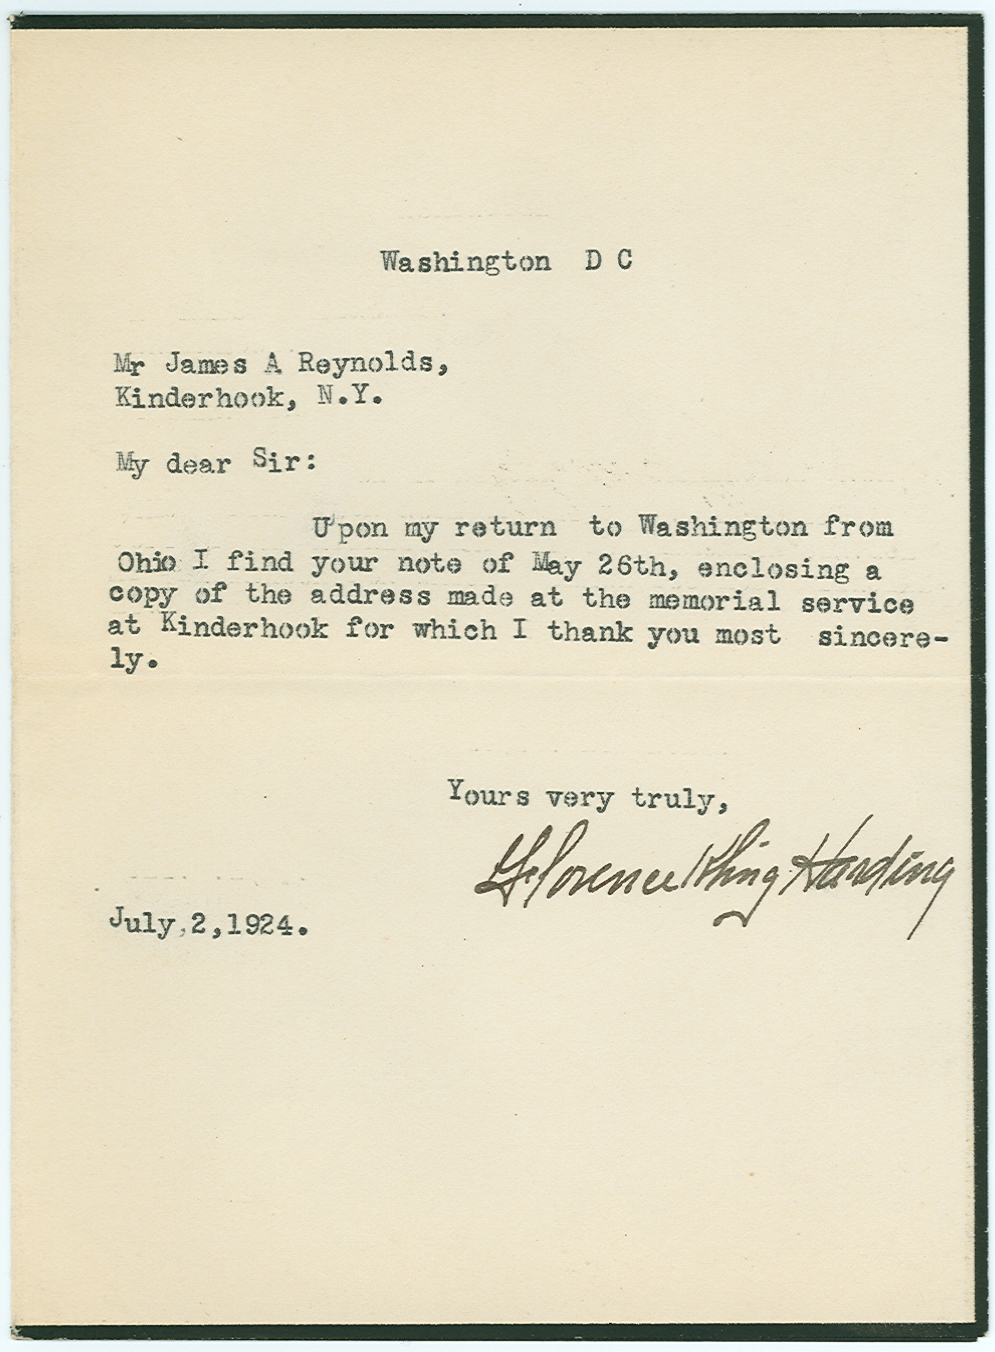 Washington D C
Mr James A Reynolds,
Kinderhook, N.Y.
My dear Sir:
Upon my return to Washington from
Ohio I find your note of May 26th, enclosing a
copy of the address made at the memorial service
at Kinderhook for which I thank you most sincere-
ly.
Yours very truly,
Florence Kling Harding
July,2,1924.